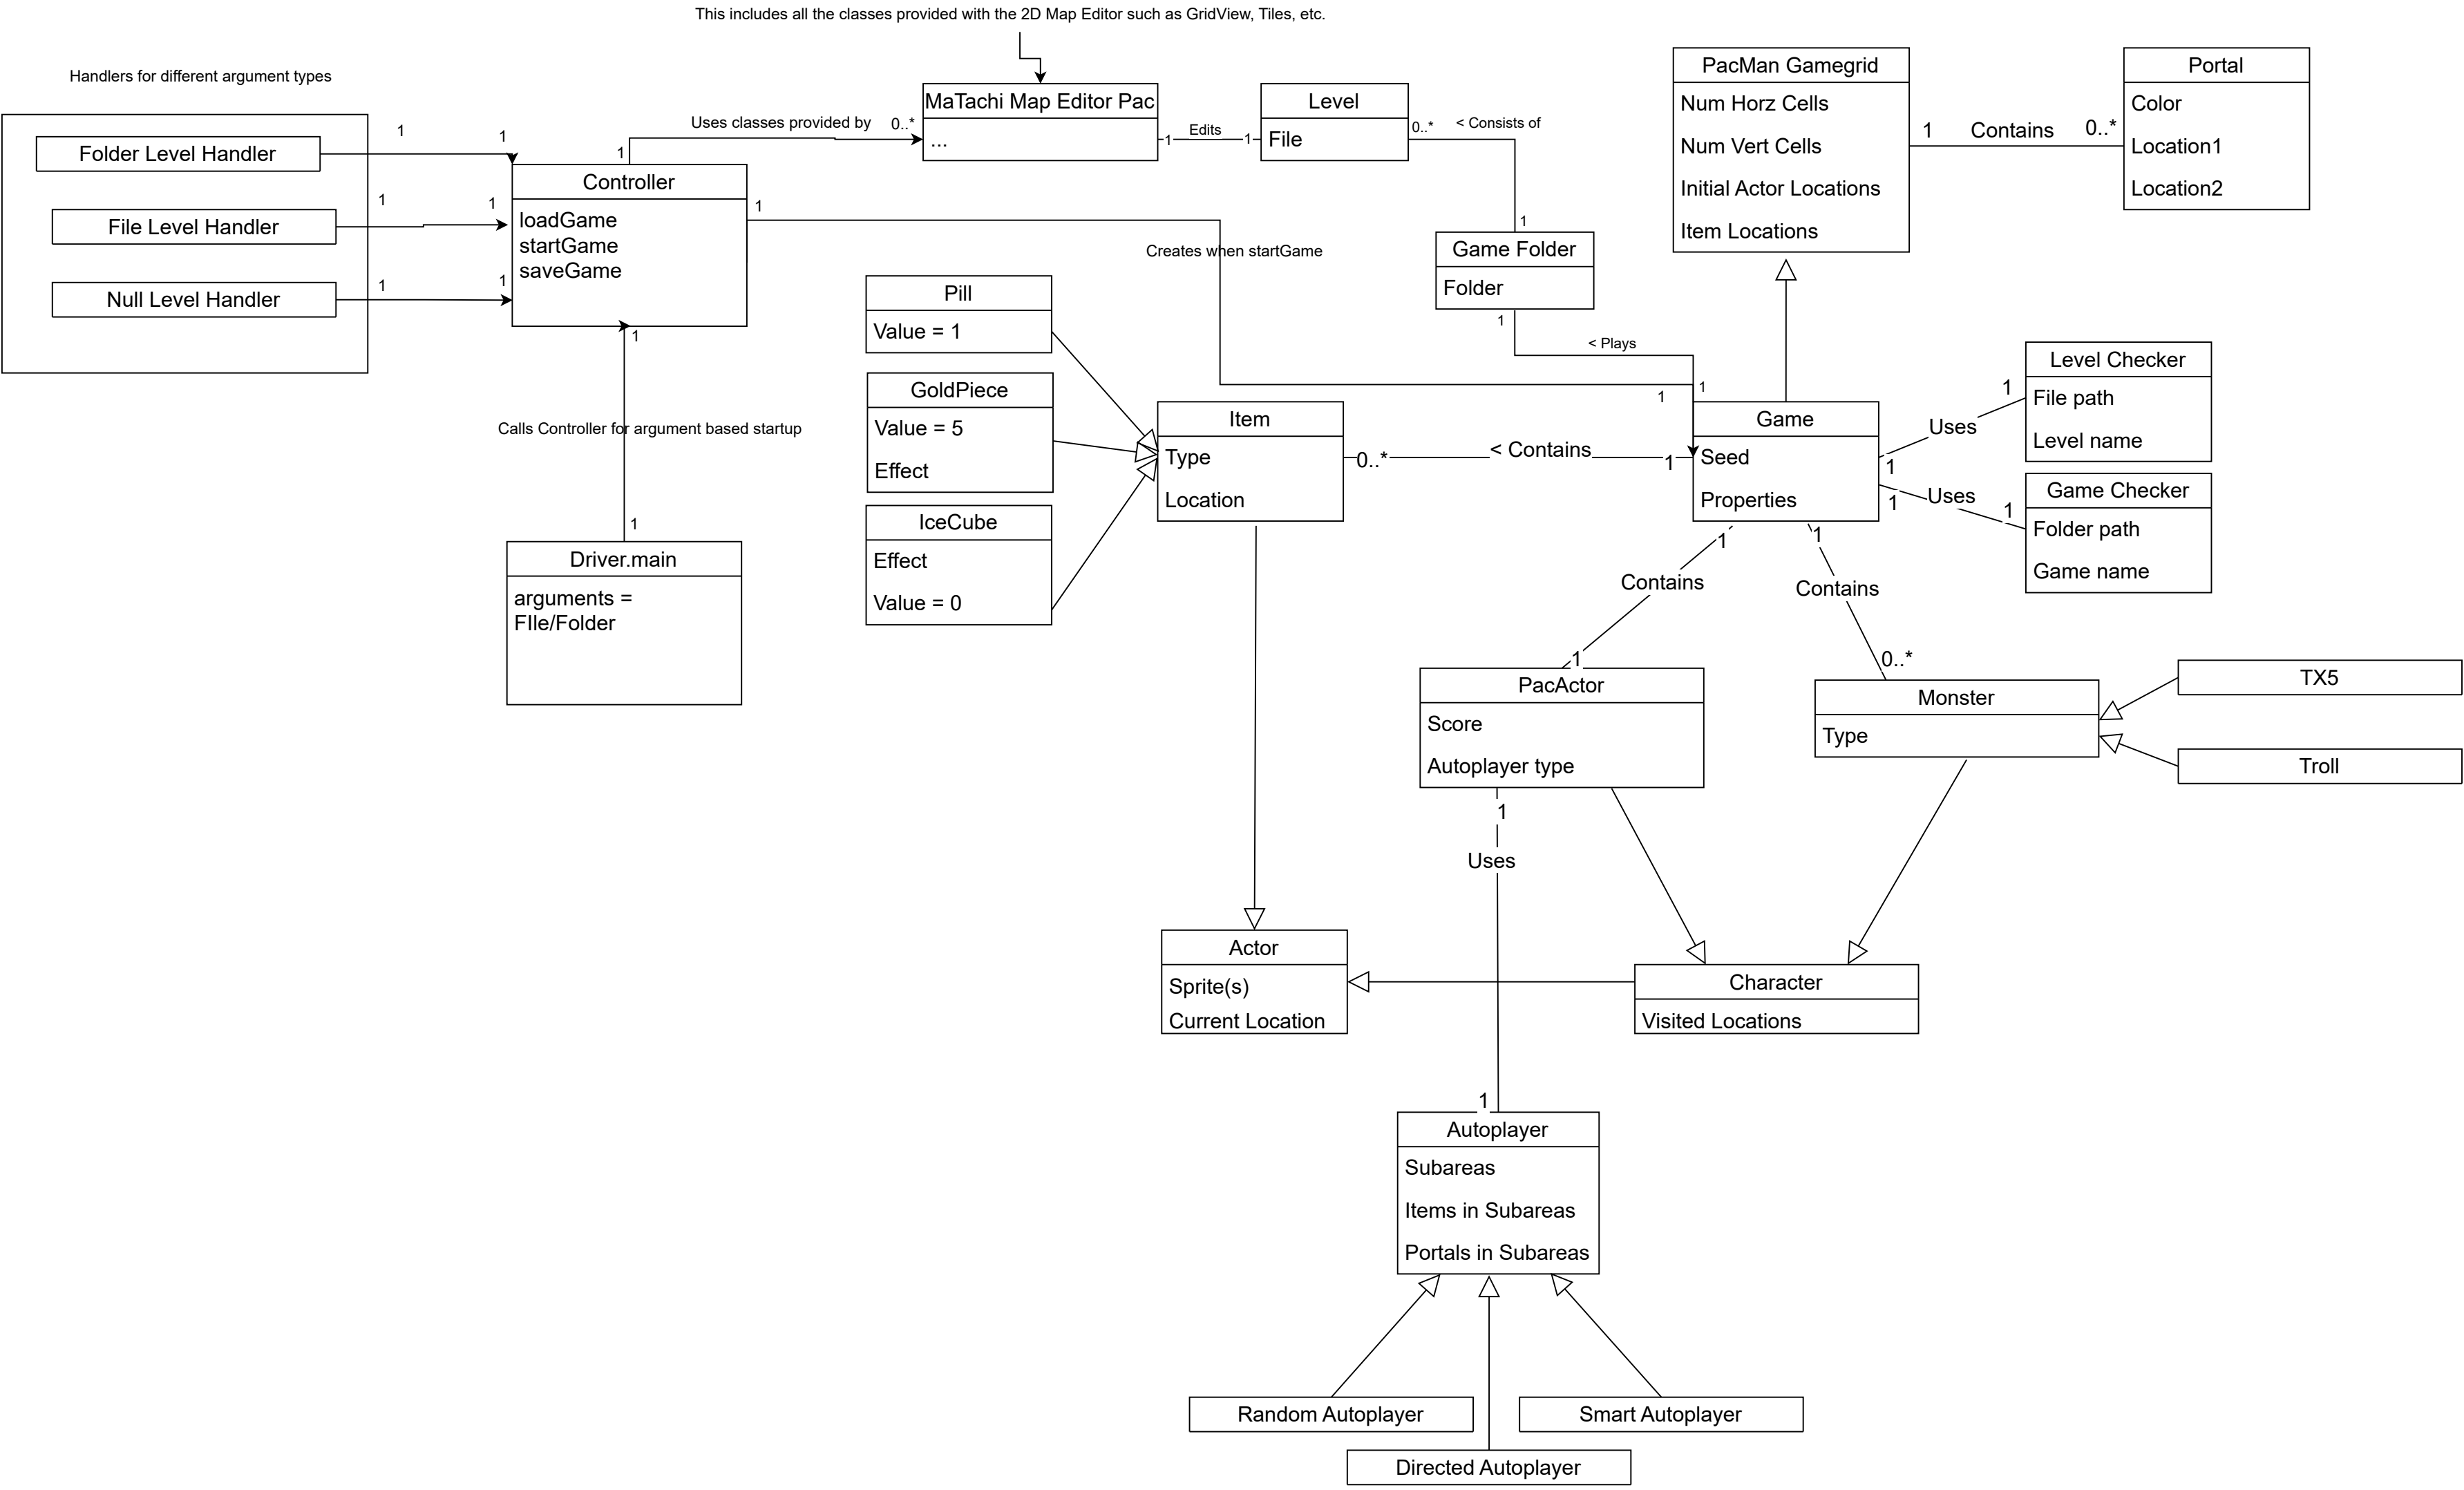 This includes all the classes provided with the 2D Map Editor such as GridView, Tiles, etc.
Handlers for different argument types
Folder Level Handler
File Level Handler
Null Level Handler
1
1
1
1
1
1
Controller
loadGame
startGame
saveGame
1
Uses classes provided by
0..*
MaTachi Map Editor Pac
...
1
Edits
1
Level
File
0..*
< Consists of
1
Game Folder
Folder
1
< Plays
1
1
Creates when startGame
1
PacMan Gamegrid
Num Horz Cells
Num Vert Cells
Initial Actor Locations
Item Locations
1
Contains
0..*
Portal
Color
Location1
Location2
1
Calls Controller for argument based startup
1
Driver.main
arguments =
FIle/Folder
Pill
Value = 1
GoldPiece
Value = 5
Effect
IceCube
Effect
Value = 0
Item
Type
Location
0..*
< Contains
1
Game
Seed
Properties
1
Uses
1
Level Checker
File path
Level name
1
Uses
1
Game Checker
Folder path
Game name
1
Contains
1
1
Contains
0..*
PacActor
Score
Autoplayer type
Monster
Type
TX5
Troll
1
Uses
1
Actor
Sprite(s)
Current Location
Character
Visited Locations
Autoplayer
Subareas
Items in Subareas
Portals in Subareas
Random Autoplayer
Smart Autoplayer
Directed Autoplayer